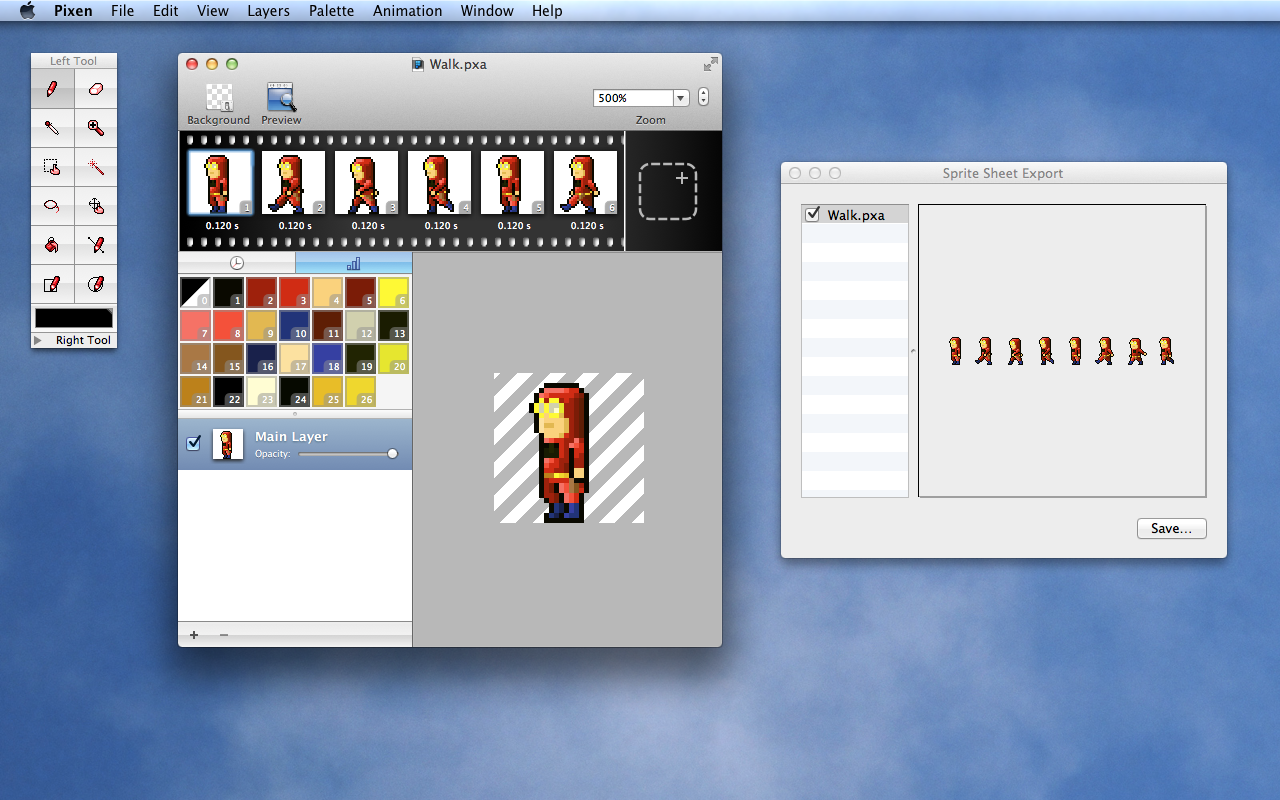 Pixen File Edit View Layers Palette Animation Window Help
Left Tool
Right Tool
Walk.pxa
Background Preview
500%
Zoom
1 2 3 4 5 6
0.120 s 0.120 s 0.120 s 0.120 s 0.120 s 0.120 s
0 1 2 3 4 5 6
7 8 9 10 11 12 13
14 15 16 17 18 19 20
21 22 23 24 25 26
Main Layer
Opacity:
Sprite Sheet Export
Walk.pxa
Save...